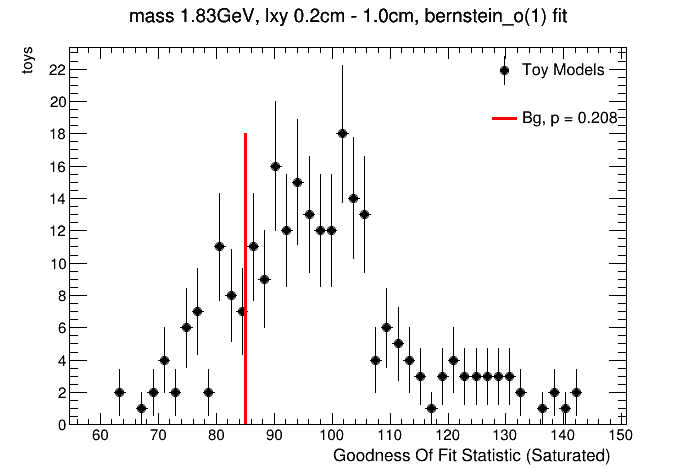 mass 1.83GeV, lxy 0.2cm - 1.0cm, bernstein_o(1) fit
toys
Toy Models
Bg, p = 0.208
22
20
18
16
14
12
10
8
6
4
2
0
60 70 80 90 100 110 120 130 140 150
Goodness Of Fit Statistic (Saturated)